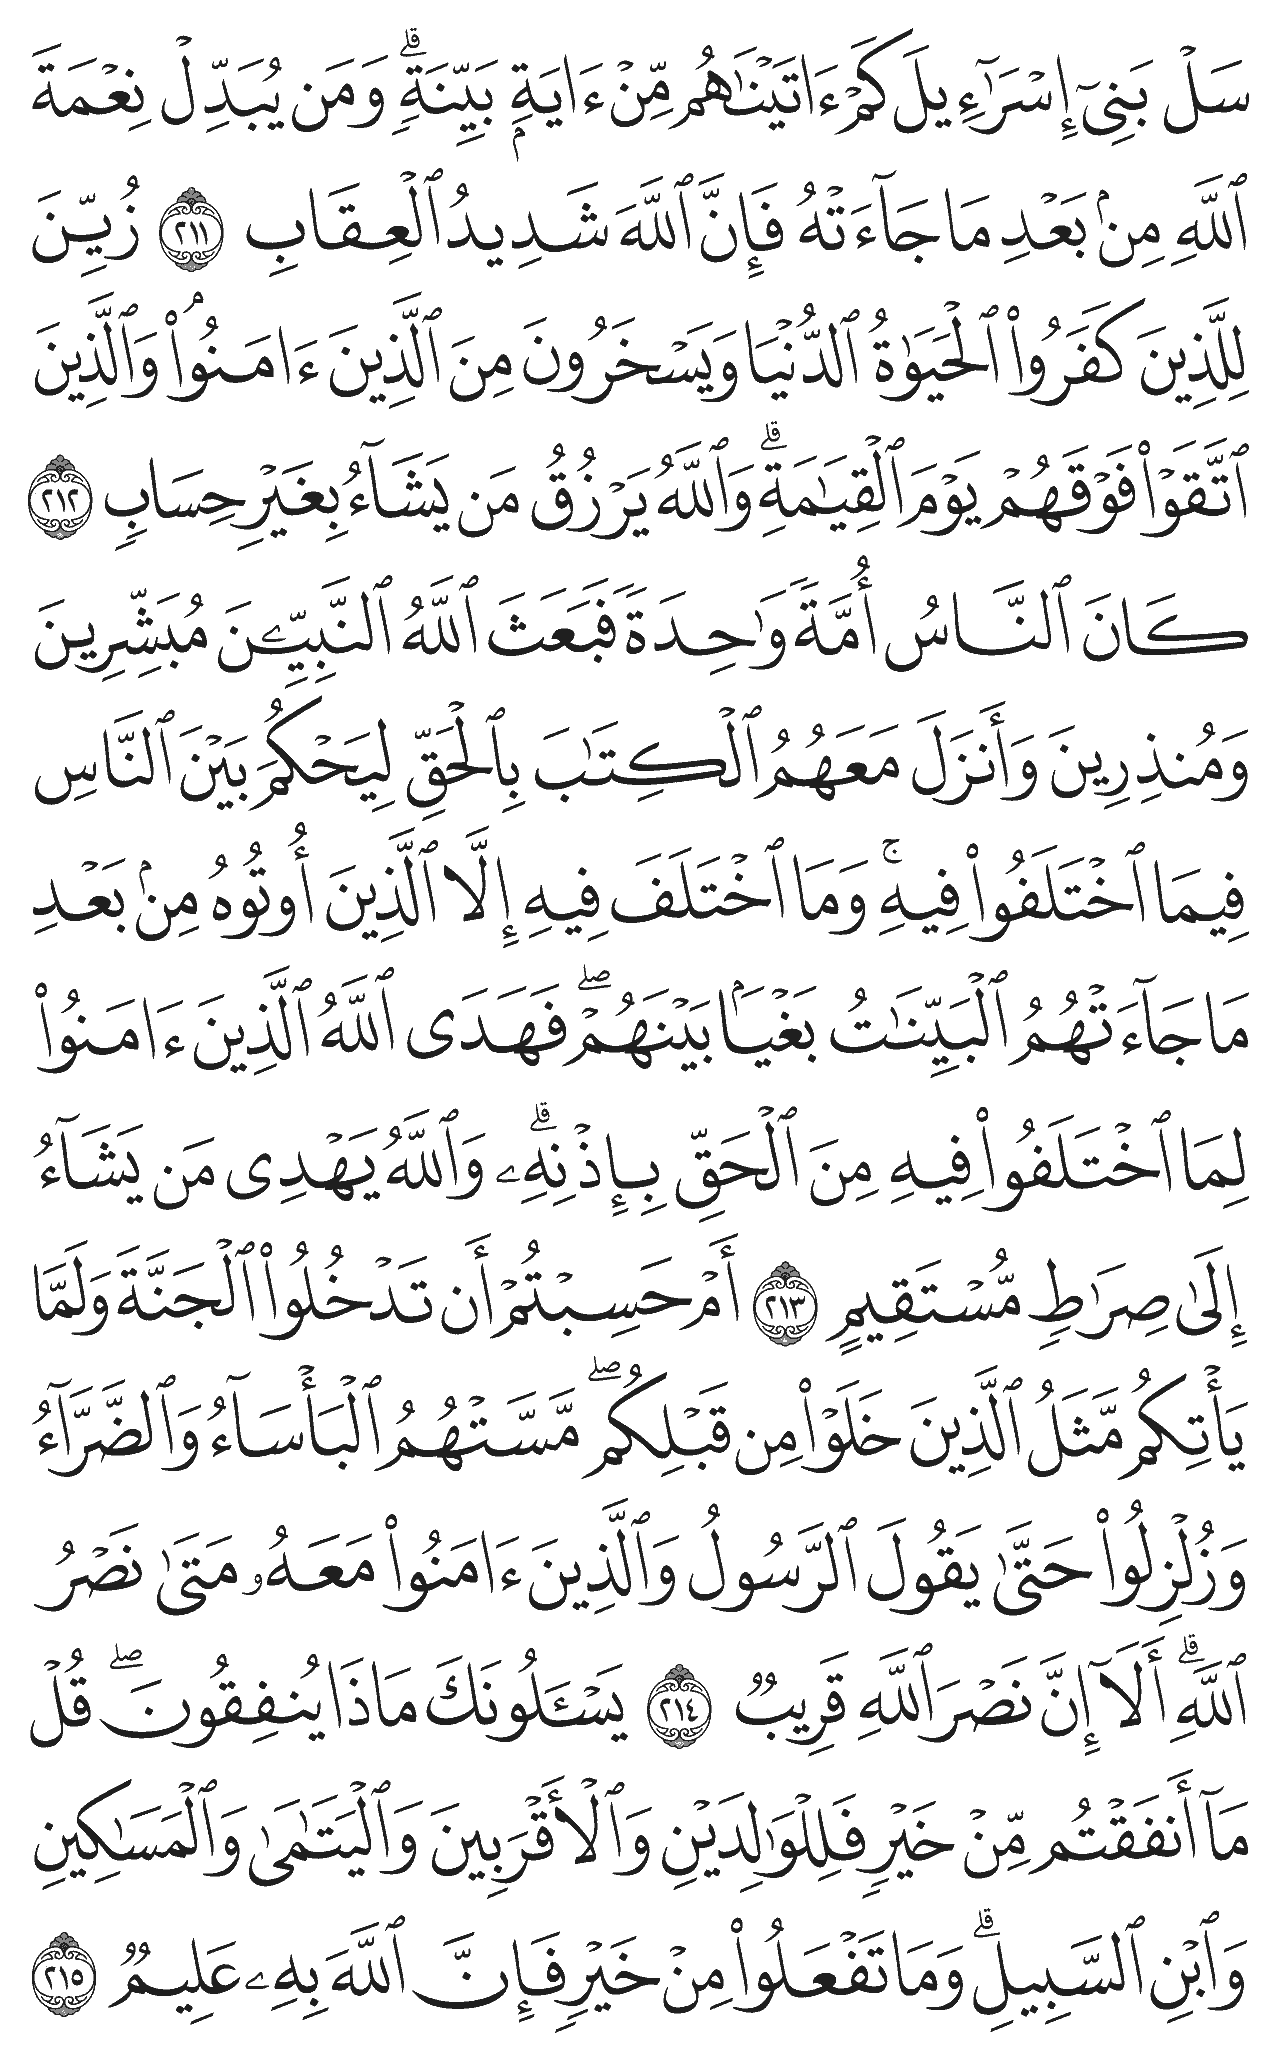 سَلْ بَنِىٓ إِسْرَٰٓءِيلَ كَمْ ءَاتَيْنَـٰهُم مِّنْ ءَايَةٍۭ بَيِّنَةٍۗ وَمَن يُبَدِّلْ نِعْمَةَ
ٱللَّهِ مِنۢ بَعْدِ مَا جَآءَتْهُ فَإِنَّ ٱللَّهَ شَدِيدُ ٱلْعِقَابِ ٢١١ زُيِّنَ
لِلَّذِينَ كَفَرُوا۟ ٱلْحَيَوٰةُ ٱلدُّنْيَا وَيَسْخَرُونَ مِنَ ٱلَّذِينَ ءَامَنُوا۟ۘ وَٱلَّذِينَ
ٱتَّقَوْا۟ فَوْقَهُمْ يَوْمَ ٱلْقِيَـٰمَةِۗ وَٱللَّهُ يَرْزُقُ مَن يَشَآءُ بِغَيْرِ حِسَابٍ ٢١٢
كَانَ ٱلنَّاسُ أُمَّةً وَٰحِدَةً فَبَعَثَ ٱللَّهُ ٱلنَّبِيِّـۧنَ مُبَشِّرِينَ
وَمُنذِرِينَ وَأَنزَلَ مَعَهُمُ ٱلْكِتَـٰبَ بِٱلْحَقِّ لِيَحْكُمَ بَيْنَ ٱلنَّاسِ
فِيمَا ٱخْتَلَفُوا۟ فِيهِۚ وَمَا ٱخْتَلَفَ فِيهِ إِلَّا ٱلَّذِينَ أُوتُوهُ مِنۢ بَعْدِ
مَا جَآءَتْهُمُ ٱلْبَيِّنَـٰتُ بَغْيَۢا بَيْنَهُمْۖ فَهَدَى ٱللَّهُ ٱلَّذِينَ ءَامَنُوا۟
لِمَا ٱخْتَلَفُوا۟ فِيهِ مِنَ ٱلْحَقِّ بِإِذْنِهِۦۗ وَٱللَّهُ يَهْدِى مَن يَشَآءُ
إِلَىٰ صِرَٰطٍ مُّسْتَقِيمٍ ٢١٣ أَمْ حَسِبْتُمْ أَن تَدْخُلُوا۟ ٱلْجَنَّةَ وَلَمَّا
يَأْتِكُم مَّثَلُ ٱلَّذِينَ خَلَوْا۟ مِن قَبْلِكُمۖ مَّسَّتْهُمُ ٱلْبَأْسَآءُ وَٱلضَّرَّآءُ
وَزُلْزِلُوا۟ حَتَّىٰ يَقُولَ ٱلرَّسُولُ وَٱلَّذِينَ ءَامَنُوا۟ مَعَهُۥ مَتَىٰ نَصْرُ
ٱللَّهِۗ أَلَآ إِنَّ نَصْرَ ٱللَّهِ قَرِيبٌ ٢١٤ يَسْـَٔلُونَكَ مَاذَا يُنفِقُونَۖ قُلْ
مَآ أَنفَقْتُم مِّنْ خَيْرٍ فَلِلْوَٰلِدَيْنِ وَٱلْأَقْرَبِينَ وَٱلْيَتَـٰمَىٰ وَٱلْمَسَـٰكِينِ
وَٱبْنِ ٱلسَّبِيلِۗ وَمَا تَفْعَلُوا۟ مِنْ خَيْرٍ فَإِنَّ ٱللَّهَ بِهِۦ عَلِيمٌ ٢١٥